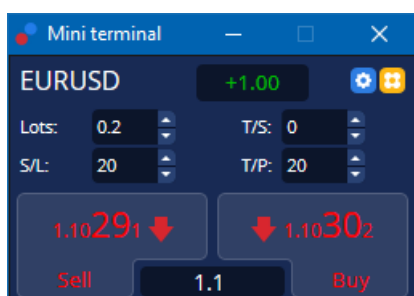 Mini terminal
EURUSD +1.00
Lots: 0.2 T/S: 0
S/L: 20 T/P: 20
1.10291 1.10302
Sell 1.1 Buy